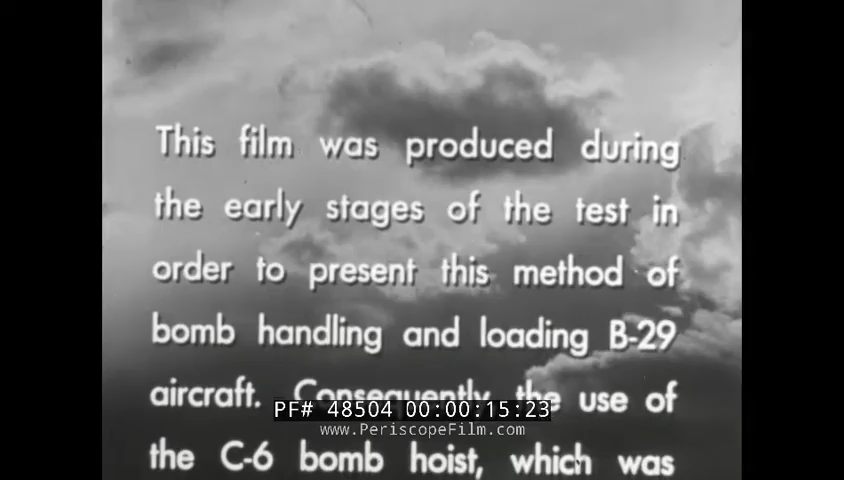 This film was produced during
the early stages of the test in
order to present this method of
bomb handling and loading B-29
aircraft. Consequently the use of
PF# 48504 00:00:15:23
www.PeriscopeFilm.com
the C-6 bomb hoist, which was